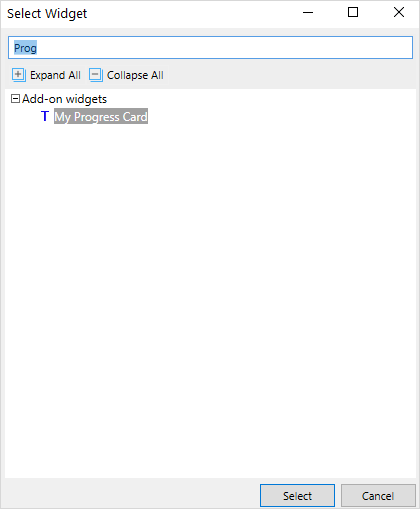 Select Widget
Prog
Expand All Collapse All
Add-on widgets
T My Progress Card
Select Cancel